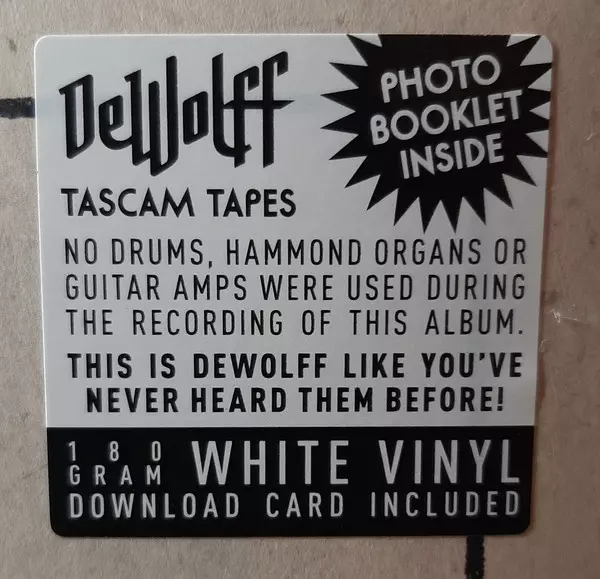 DeWolff
PHOTO
BOOKLET
INSIDE
TASCAM TAPES
NO DRUMS, HAMMOND ORGANS OR
GUITAR AMPS WERE USED DURING
THE RECORDING OF THIS ALBUM.
THIS IS DEWOLFF LIKE YOU'VE
NEVER HEARD THEM BEFORE!
180
GRAM WHITE VINYL
DOWNLOAD CARD INCLUDED